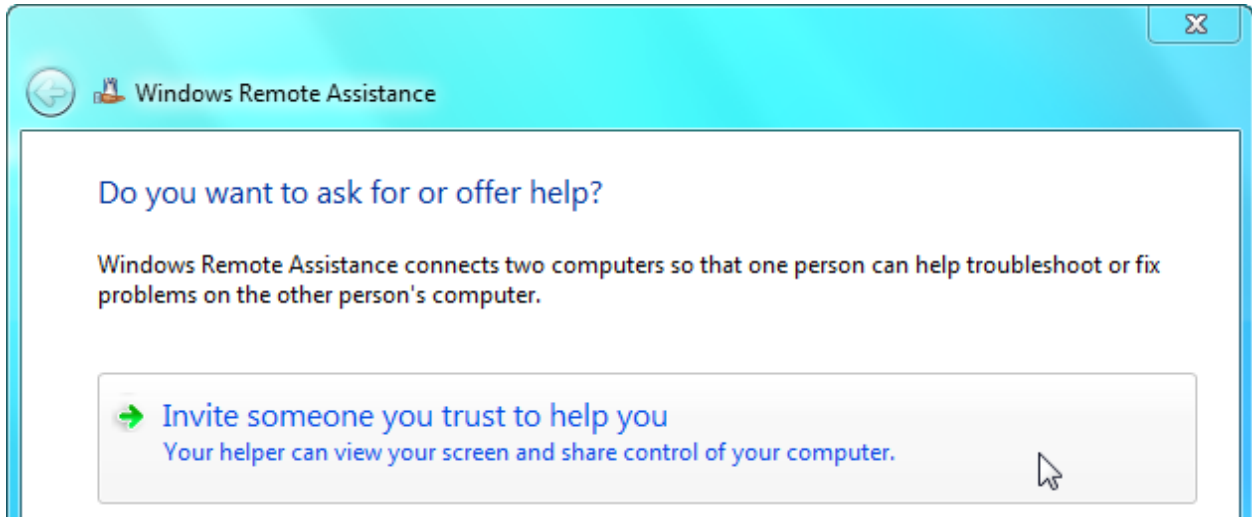 Windows Remote Assistance
Do you want to ask for or offer help?
Windows Remote Assistance connects two computers so that one person can help troubleshoot or fix
problems on the other person's computer.
Invite someone you trust to help you
Your helper can view your screen and share control of your computer.